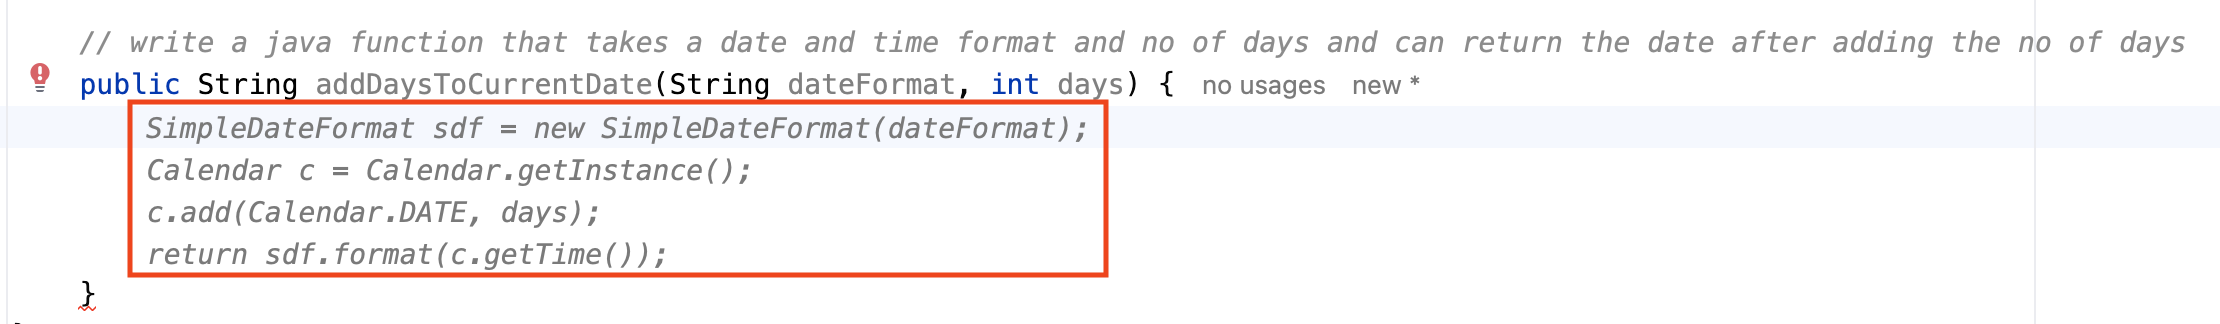 // write a java function that takes a date and time format and no of days and can return the date after adding the no of days
public String addDaysToCurrentDate(String dateFormat, int days) { no usages new *
SimpleDateFormat sdf = new SimpleDateFormat(dateFormat);
Calendar c = Calendar.getInstance();
c.add(Calendar.DATE, days);
return sdf.format(c.getTime());
}